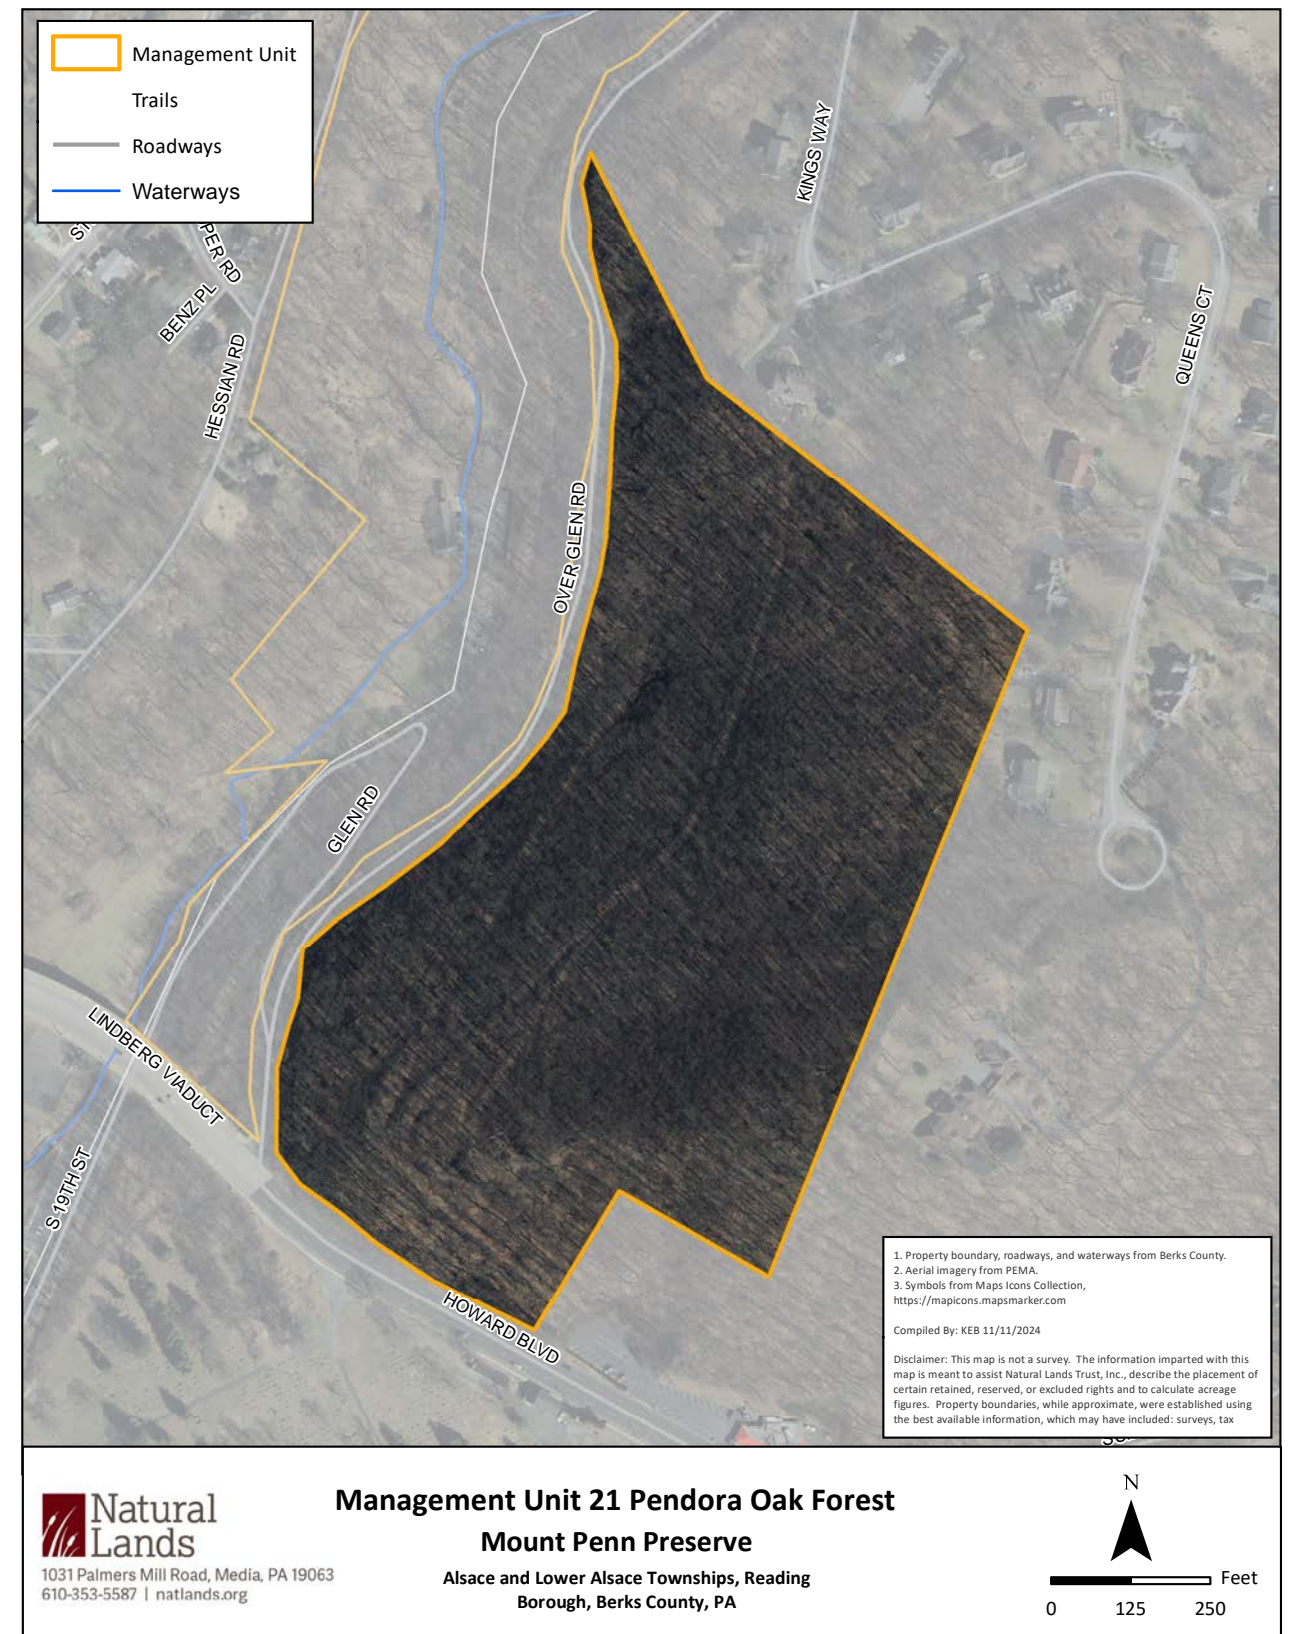 Management Unit
Trails
Roadways
Waterways
PER RD
BENZ PL
HESSIAN RD
KINGS WAY
QUEENS CT
OVER GLEN RD
GLEN RD
LINDBERG VIADUCT
S 19TH ST
HOWARD BLVD
1. Property boundary, roadways, and waterways from Berks County.
2. Aerial imagery from PEMA.
3. Symbols from Maps Icons Collection,
https://mapicons.mapsmarker.com
Compiled By: KEB 11/11/2024
Disclaimer: This map is not a survey. The information imparted with this
map is meant to assist Natural Lands Trust, Inc., describe the placement of
certain retained, reserved, or excluded rights and to calculate acreage
figures. Property boundaries, while approximate, were established using
the best available information, which may have included: surveys, tax
Natural
Lands
1031 Palmers Mill Road, Media, PA 19063
610-353-5587 | natlands.org
Management Unit 21 Pendora Oak Forest
Mount Penn Preserve
Alsace and Lower Alsace Townships, Reading
Borough, Berks County, PA
N
Feet
0 125 250